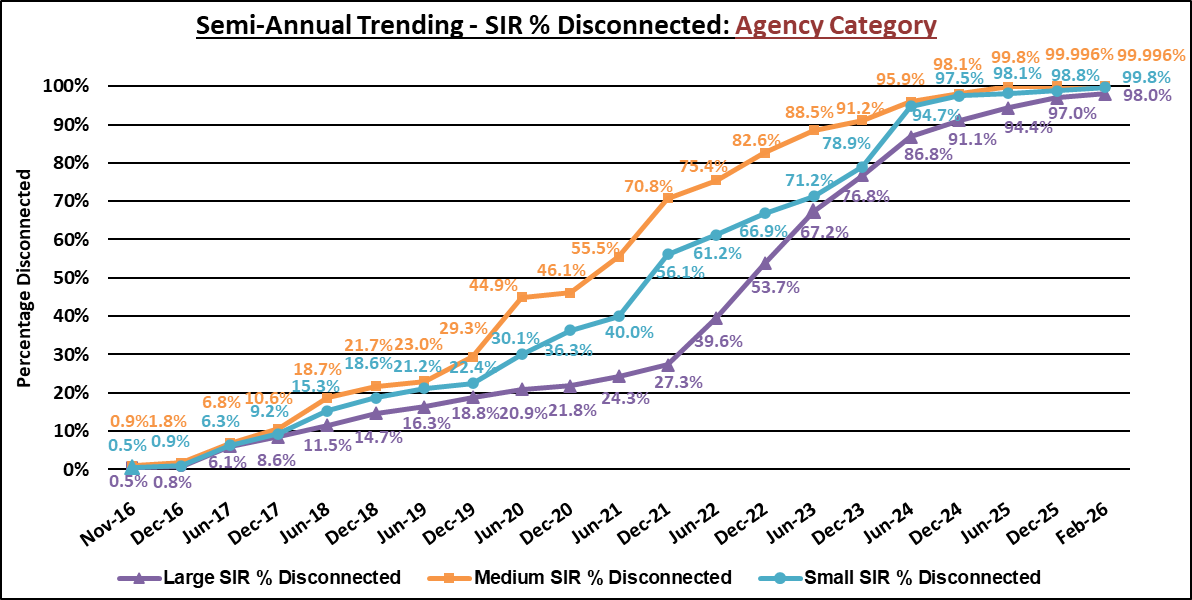 Semi-Annual Trending - SIR % Disconnected: Agency Category
Percentage Disconnected
100%
90%
80%
70%
60%
50%
40%
30%
20%
10%
0%
0.9% 1.8% 6.8% 10.6% 18.7% 21.7% 23.0% 29.3% 44.9% 46.1% 55.5% 70.8% 75.4% 82.6% 88.5% 91.2% 95.9% 98.1% 99.8% 99.996% 99.996%
0.5% 0.9% 6.3% 9.2% 15.3% 18.6% 21.2% 22.4% 30.1% 36.3% 40.0% 56.1% 61.2% 66.9% 71.2% 78.9% 94.7% 97.5% 98.1% 98.8% 99.8%
0.5% 0.8% 6.1% 8.6% 11.5% 14.7% 16.3% 18.8% 20.9% 21.8% 24.3% 27.3% 39.6% 53.7% 67.2% 76.8% 86.8% 91.1% 94.4% 97.0% 98.0%
Nov-16 Dec-16 Jun-17 Dec-17 Jun-18 Dec-18 Jun-19 Dec-19 Jun-20 Dec-20 Jun-21 Dec-21 Jun-22 Dec-22 Jun-23 Dec-23 Jun-24 Dec-24 Jun-25 Dec-25 Feb-26
Large SIR % Disconnected Medium SIR % Disconnected Small SIR % Disconnected